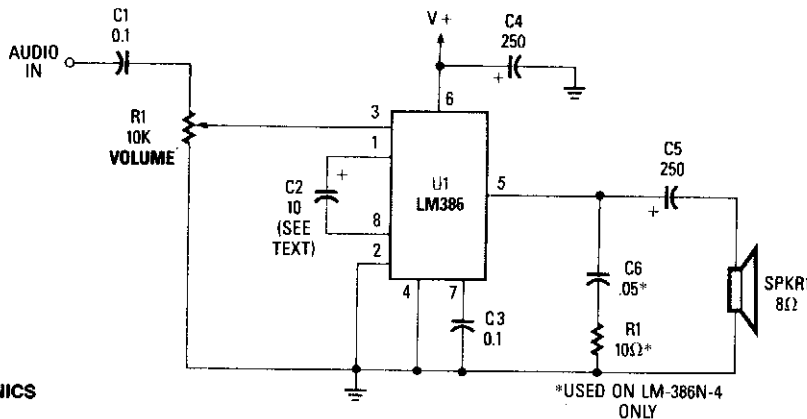 C1
0.1
AUDIO
IN
R1
10K
VOLUME
V+
C4
250
+
6
3
1
C2
10
(SEE
TEXT)
+
8
2
U1
LM386
5
4
7
C3
0.1
C5
250
+
C6
.05*
R1
10Ω*
SPKR1
8Ω
*USED ON LM-386N-4
ONLY
NICS